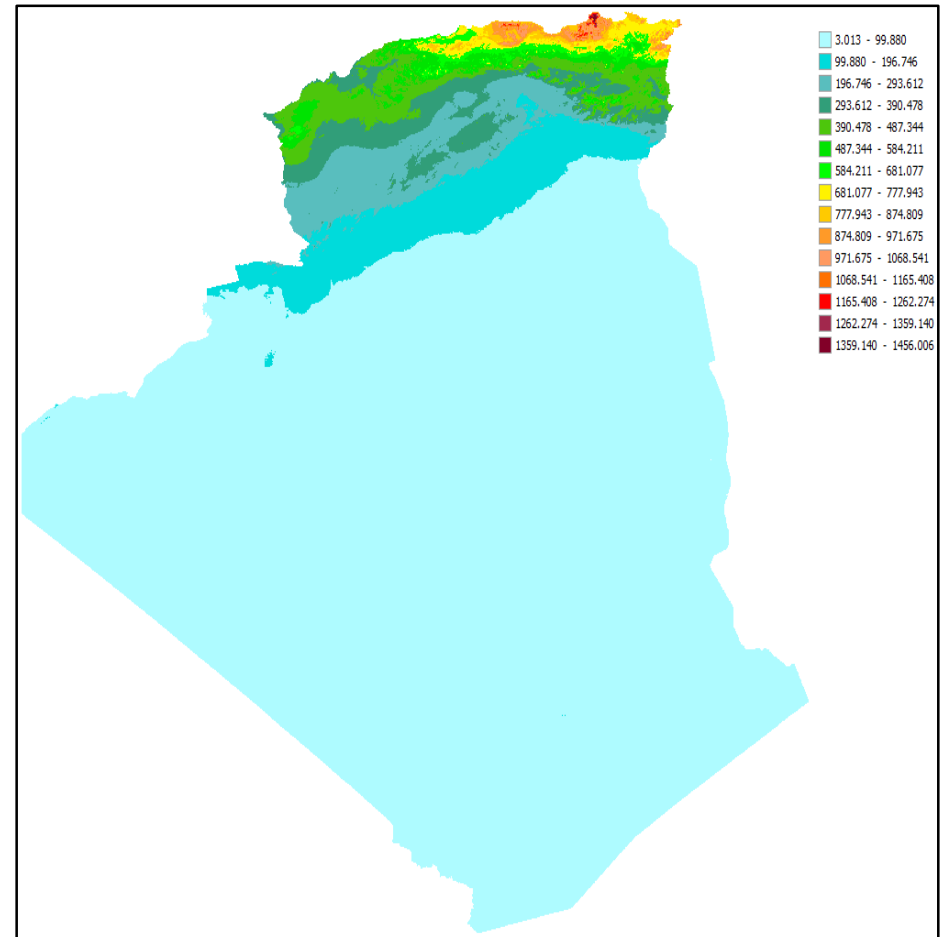 3.013 - 99.880
99.880 - 196.746
196.746 - 293.612
293.612 - 390.478
390.478 - 487.344
487.344 - 584.211
584.211 - 681.077
681.077 - 777.943
777.943 - 874.809
874.809 - 971.675
971.675 - 1068.541
1068.541 - 1165.408
1165.408 - 1262.274
1262.274 - 1359.140
1359.140 - 1456.006